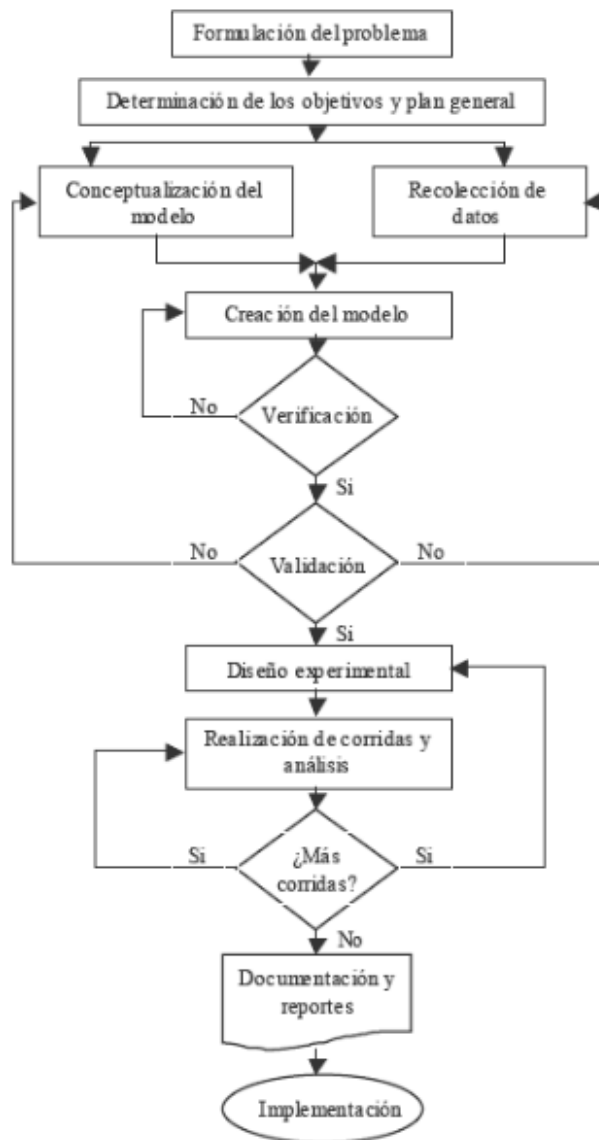 Formulación del problema
Determinación de los objetivos y plan general
Conceptualización del
modelo
Recolección de
datos
Creación del modelo
No
Verificación
Si
No
Validación
No
Si
Diseño experimental
Realización de corridas y
análisis
Si
¿Más
corridas?
Si
No
Documentación y
reportes
Implementación